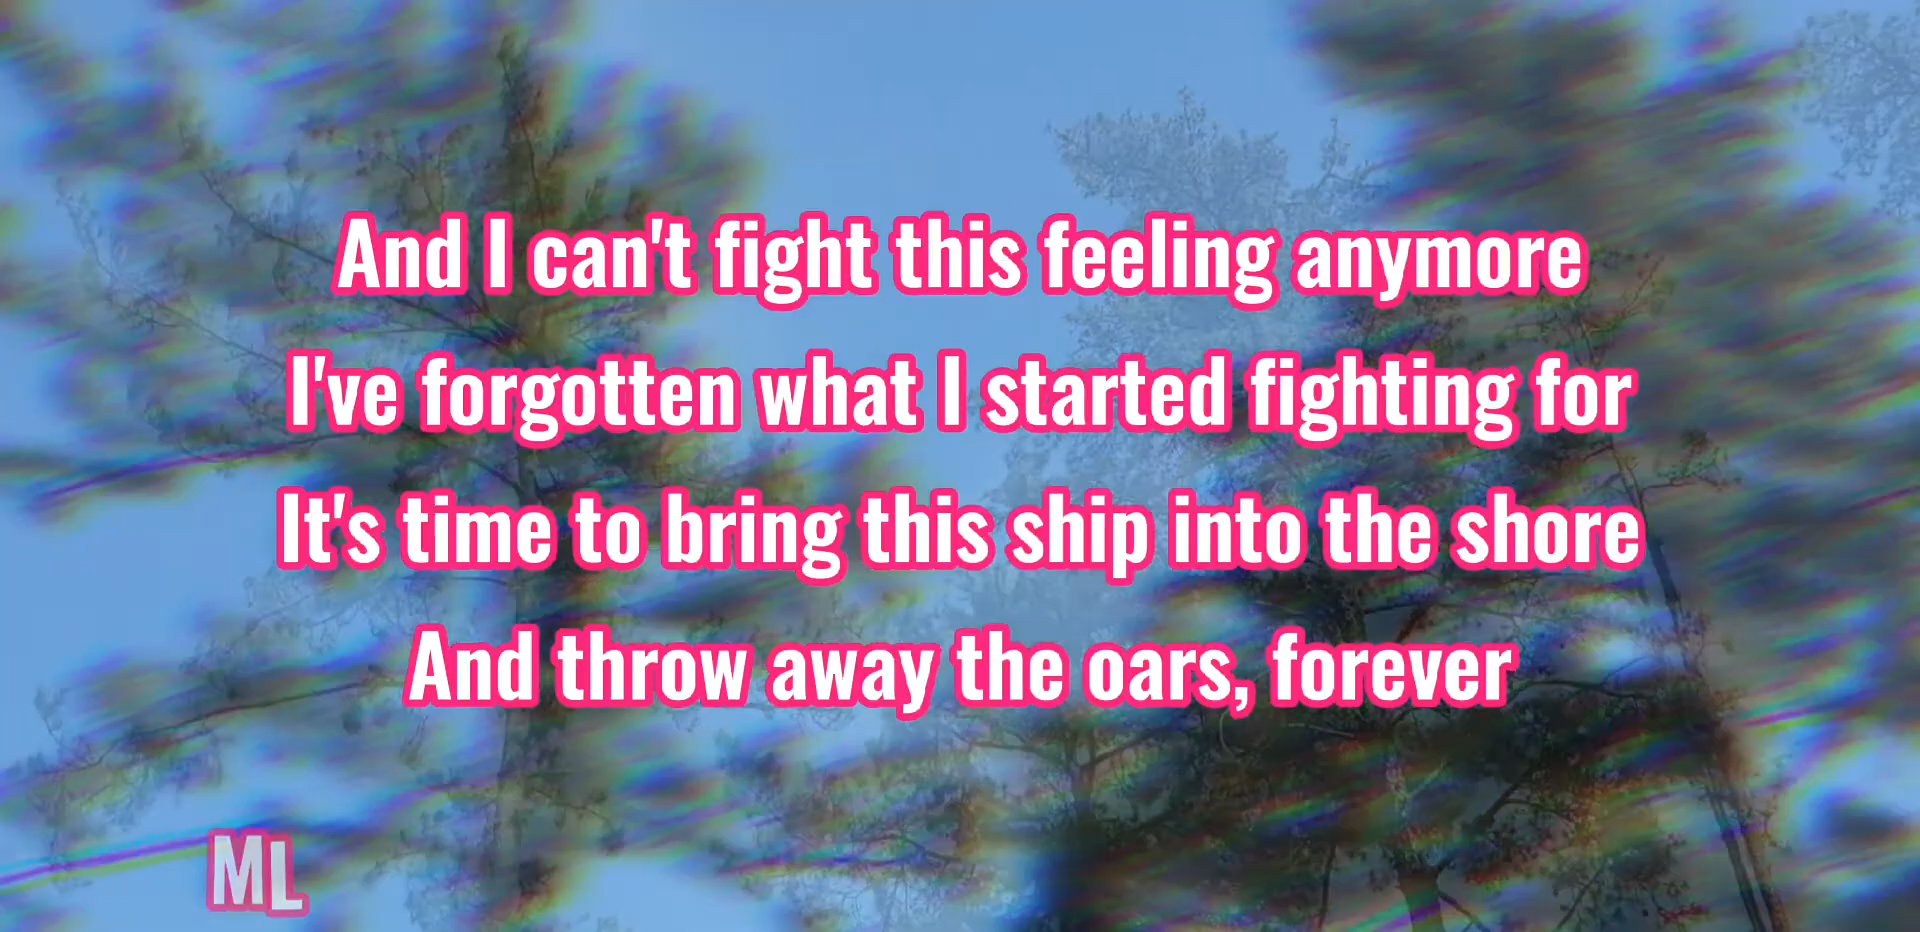 And I can't fight this feeling anymore
I've forgotten what I started fighting for
It's time to bring this ship into the shore
And throw away the oars, forever
ML